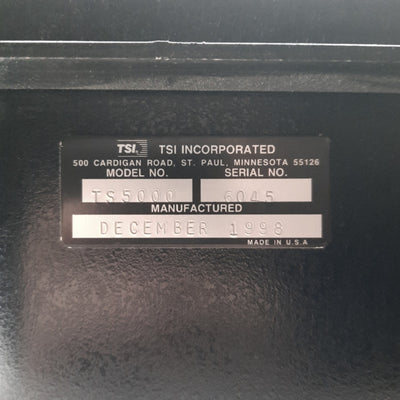 TSI TSI INCORPORATED
500 CARDIGAN ROAD, ST. PAUL, MINNESOTA 55126
MODEL NO. SERIAL NO.
TS5000 6045
MANUFACTURED
DECEMBER 1998
MADE IN U.S.A